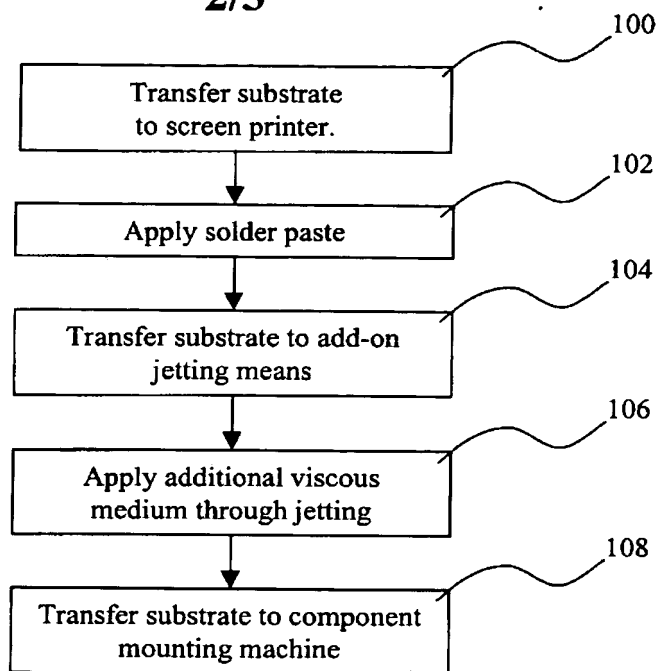 2/3
100
Transfer substrate
to screen printer.
102
Apply solder paste
104
Transfer substrate to add-on
jetting means
106
Apply additional viscous
medium through jetting
108
Transfer substrate to component
mounting machine